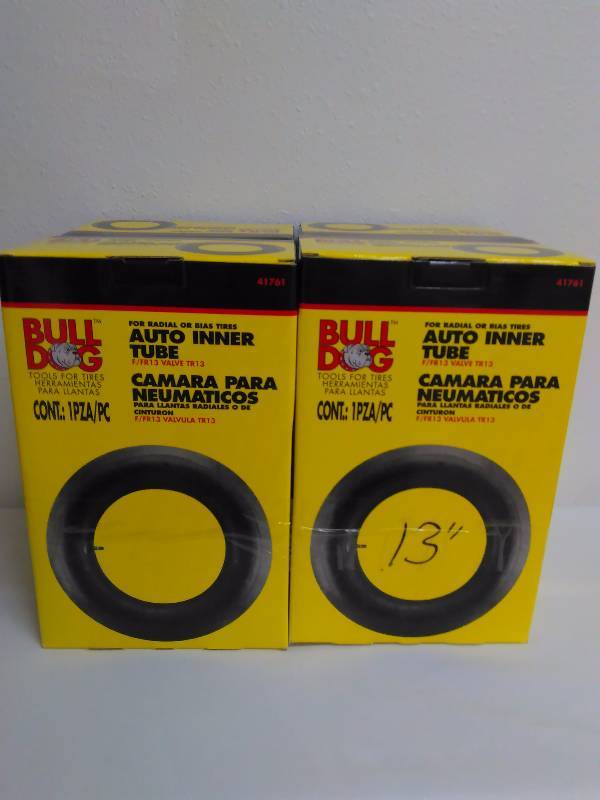 41761
BULL DOG™
TOOLS FOR TIRES
HERRAMIENTAS
PARA LLANTAS
CONT.: 1PZA/PC
FOR RADIAL OR BIAS TIRES
AUTO INNER
TUBE
F/FR13 VALVE TR13
CAMARA PARA
NEUMATICOS
PARA LLANTAS RADIALES O DE
CINTURON
F/FR13 VALVULA TR13
41761
BULL DOG™
TOOLS FOR TIRES
HERRAMIENTAS
PARA LLANTAS
CONT.: 1PZA/PC
FOR RADIAL OR BIAS TIRES
AUTO INNER
TUBE
F/FR13 VALVE TR13
CAMARA PARA
NEUMATICOS
PARA LLANTAS RADIALES O DE
CINTURON
F/FR13 VALVULA TR13
13"